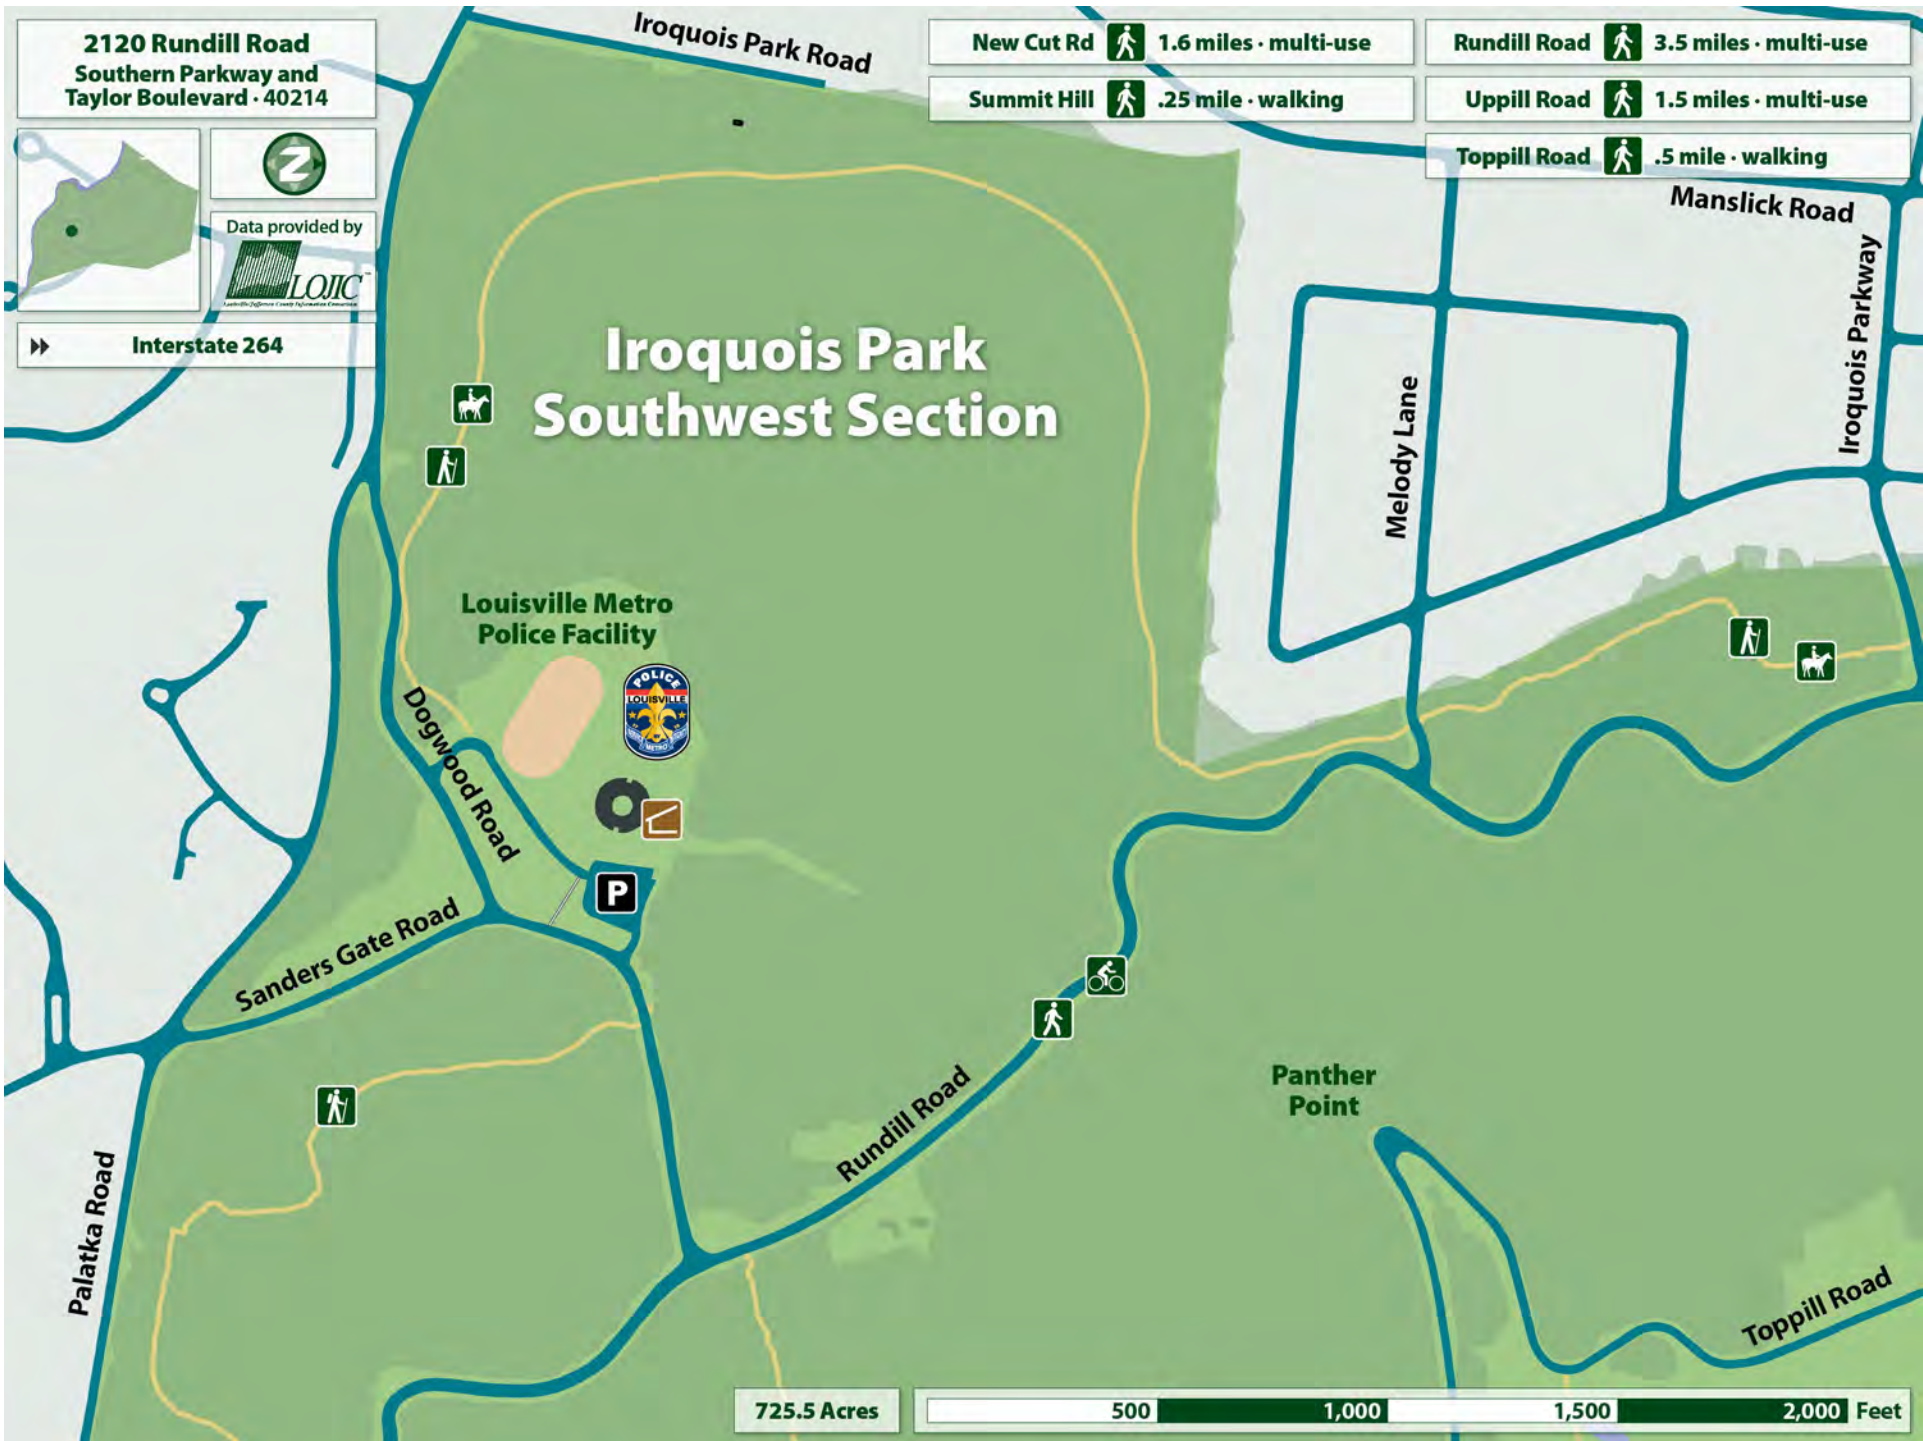 2120 Rundill Road
Southern Parkway and
Taylor Boulevard · 40214
Data provided by
LOJIC
Interstate 264
New Cut Rd 1.6 miles · multi-use
Summit Hill .25 mile · walking
Rundill Road 3.5 miles · multi-use
Uppill Road 1.5 miles · multi-use
Toppill Road .5 mile · walking
Iroquois Park Road
Manslick Road
Iroquois Parkway
Melody Lane
Iroquois Park
Southwest Section
Louisville Metro
Police Facility
POLICE
LOUISVILLE
METRO
Dogwood Road
P
Sanders Gate Road
Rundill Road
Panther
Point
Palatka Road
Toppill Road
725.5 Acres
500 1,000 1,500 2,000 Feet